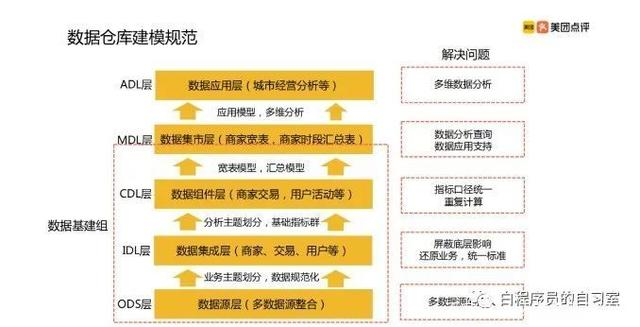 数据仓库建模规范
美团 美团点评
解决问题
ADL层 数据应用层（城市经营分析等） 多维数据分析
应用模型，多维分析
MDL层 数据集市层（商家宽表，商家时段汇总表） 数据分析查询
数据应用支持
宽表模型，汇总模型
CDL层 数据组件层（商家交易，用户活动等） 指标口径统一
重复计算
数据基建组
分析主题划分，基础指标群
IDL层 数据集成层（商家、交易、用户等） 屏蔽底层影响
还原业务，统一标准
业务主题划分，数据规范化
ODS层 数据源层（多数据源整合） 多数据源
白程序员的自习室